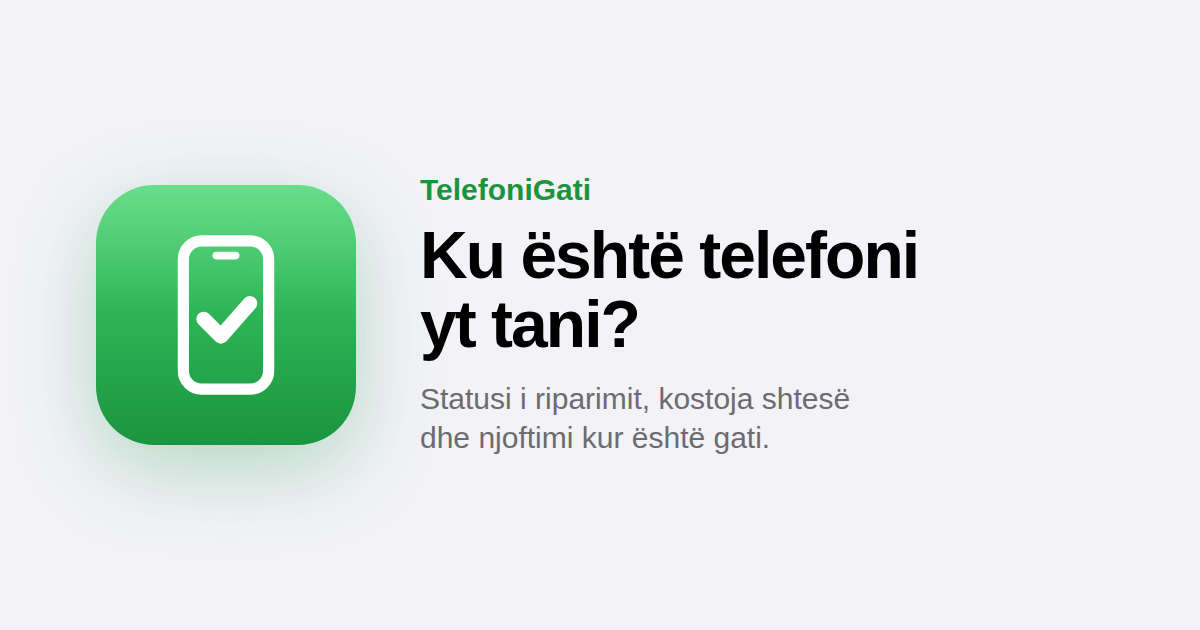 TelefoniGati
Ku është telefoni
yt tani?
Statusi i riparimit, kostoja shtesë
dhe njoftimi kur është gati.